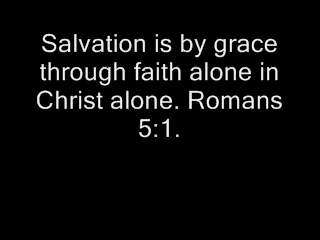 Salvation is by grace
through faith alone in
Christ alone. Romans
5:1.